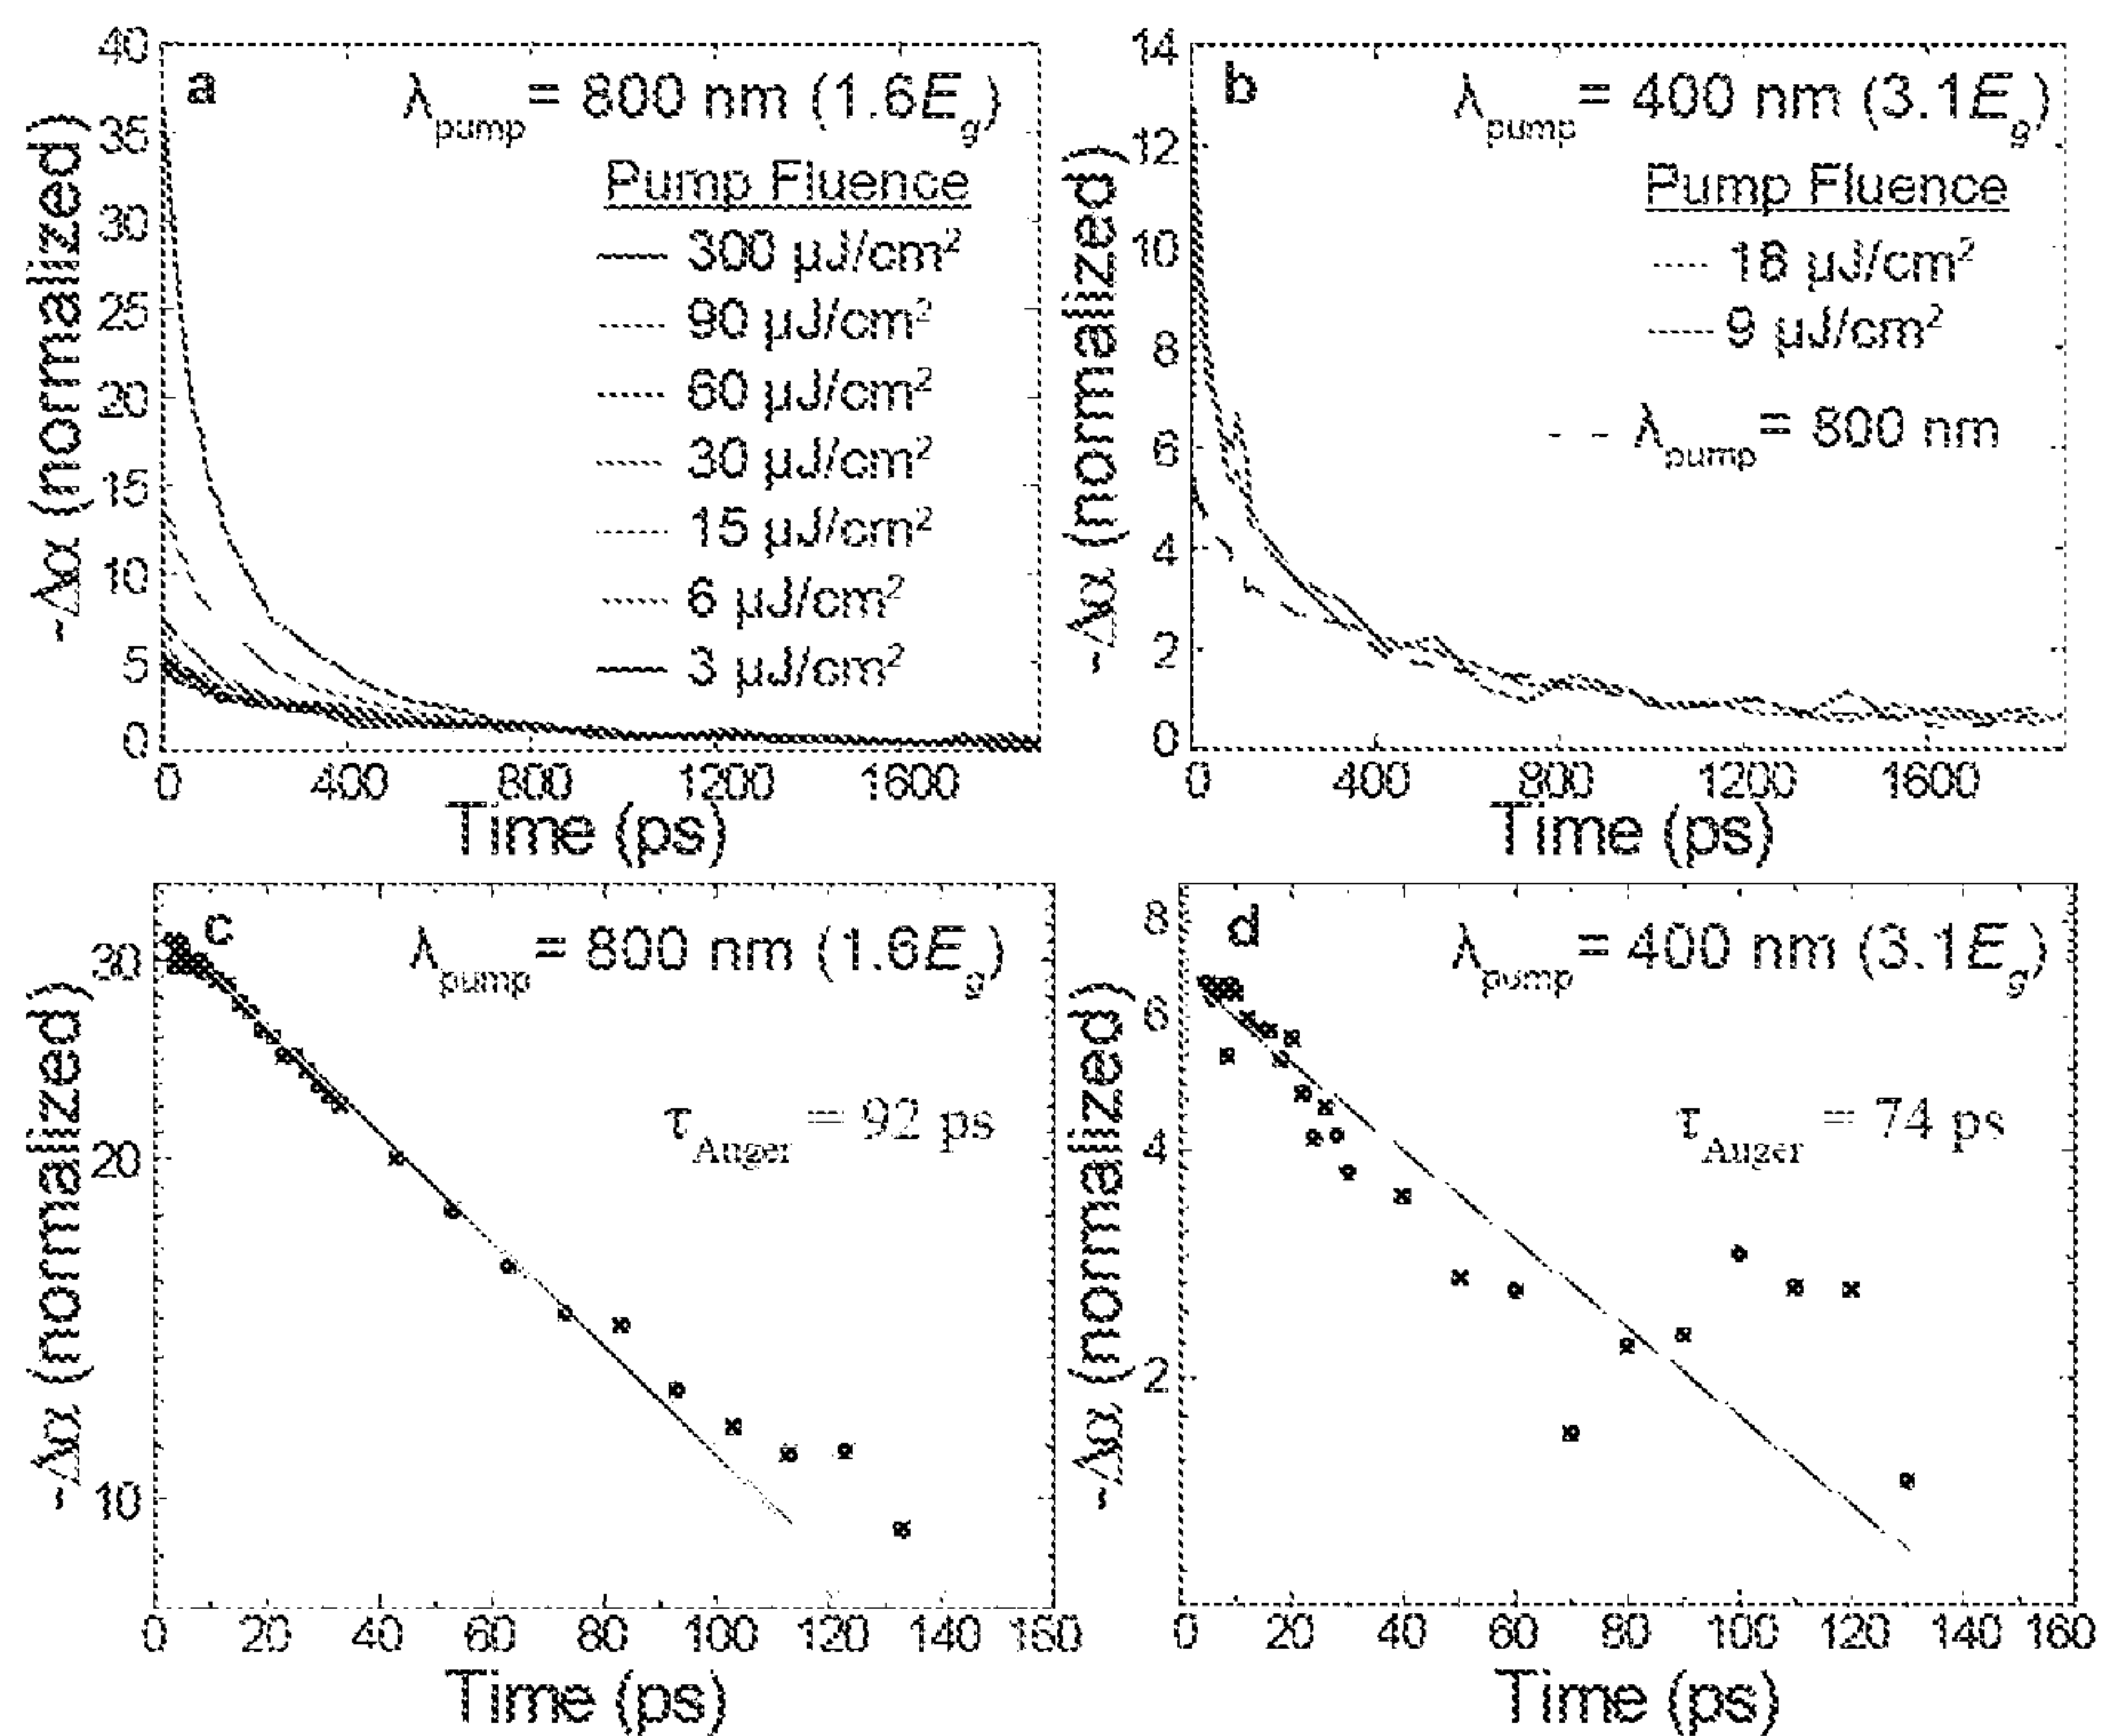 a
λpump = 800 nm (1.6Eg)
Pump Fluence
300 µJ/cm²
90 µJ/cm²
60 µJ/cm²
30 µJ/cm²
15 µJ/cm²
6 µJ/cm²
3 µJ/cm²
-Δα (normalized)
40
35
30
25
20
15
10
5
0
0 400 800 1200 1600
Time (ps)
b
λpump = 400 nm (3.1Eg)
Pump Fluence
18 µJ/cm²
9 µJ/cm²
λpump = 800 nm
-Δα (normalized)
14
12
10
8
6
4
2
0
0 400 800 1200 1600
Time (ps)
c
λpump = 800 nm (1.6Eg)
τAuger = 92 ps
-Δα (normalized)
30
20
10
0 20 40 60 80 100 120 140 160
Time (ps)
d
λpump = 400 nm (3.1Eg)
τAuger = 74 ps
-Δα (normalized)
8
6
4
2
0 20 40 60 80 100 120 140 160
Time (ps)